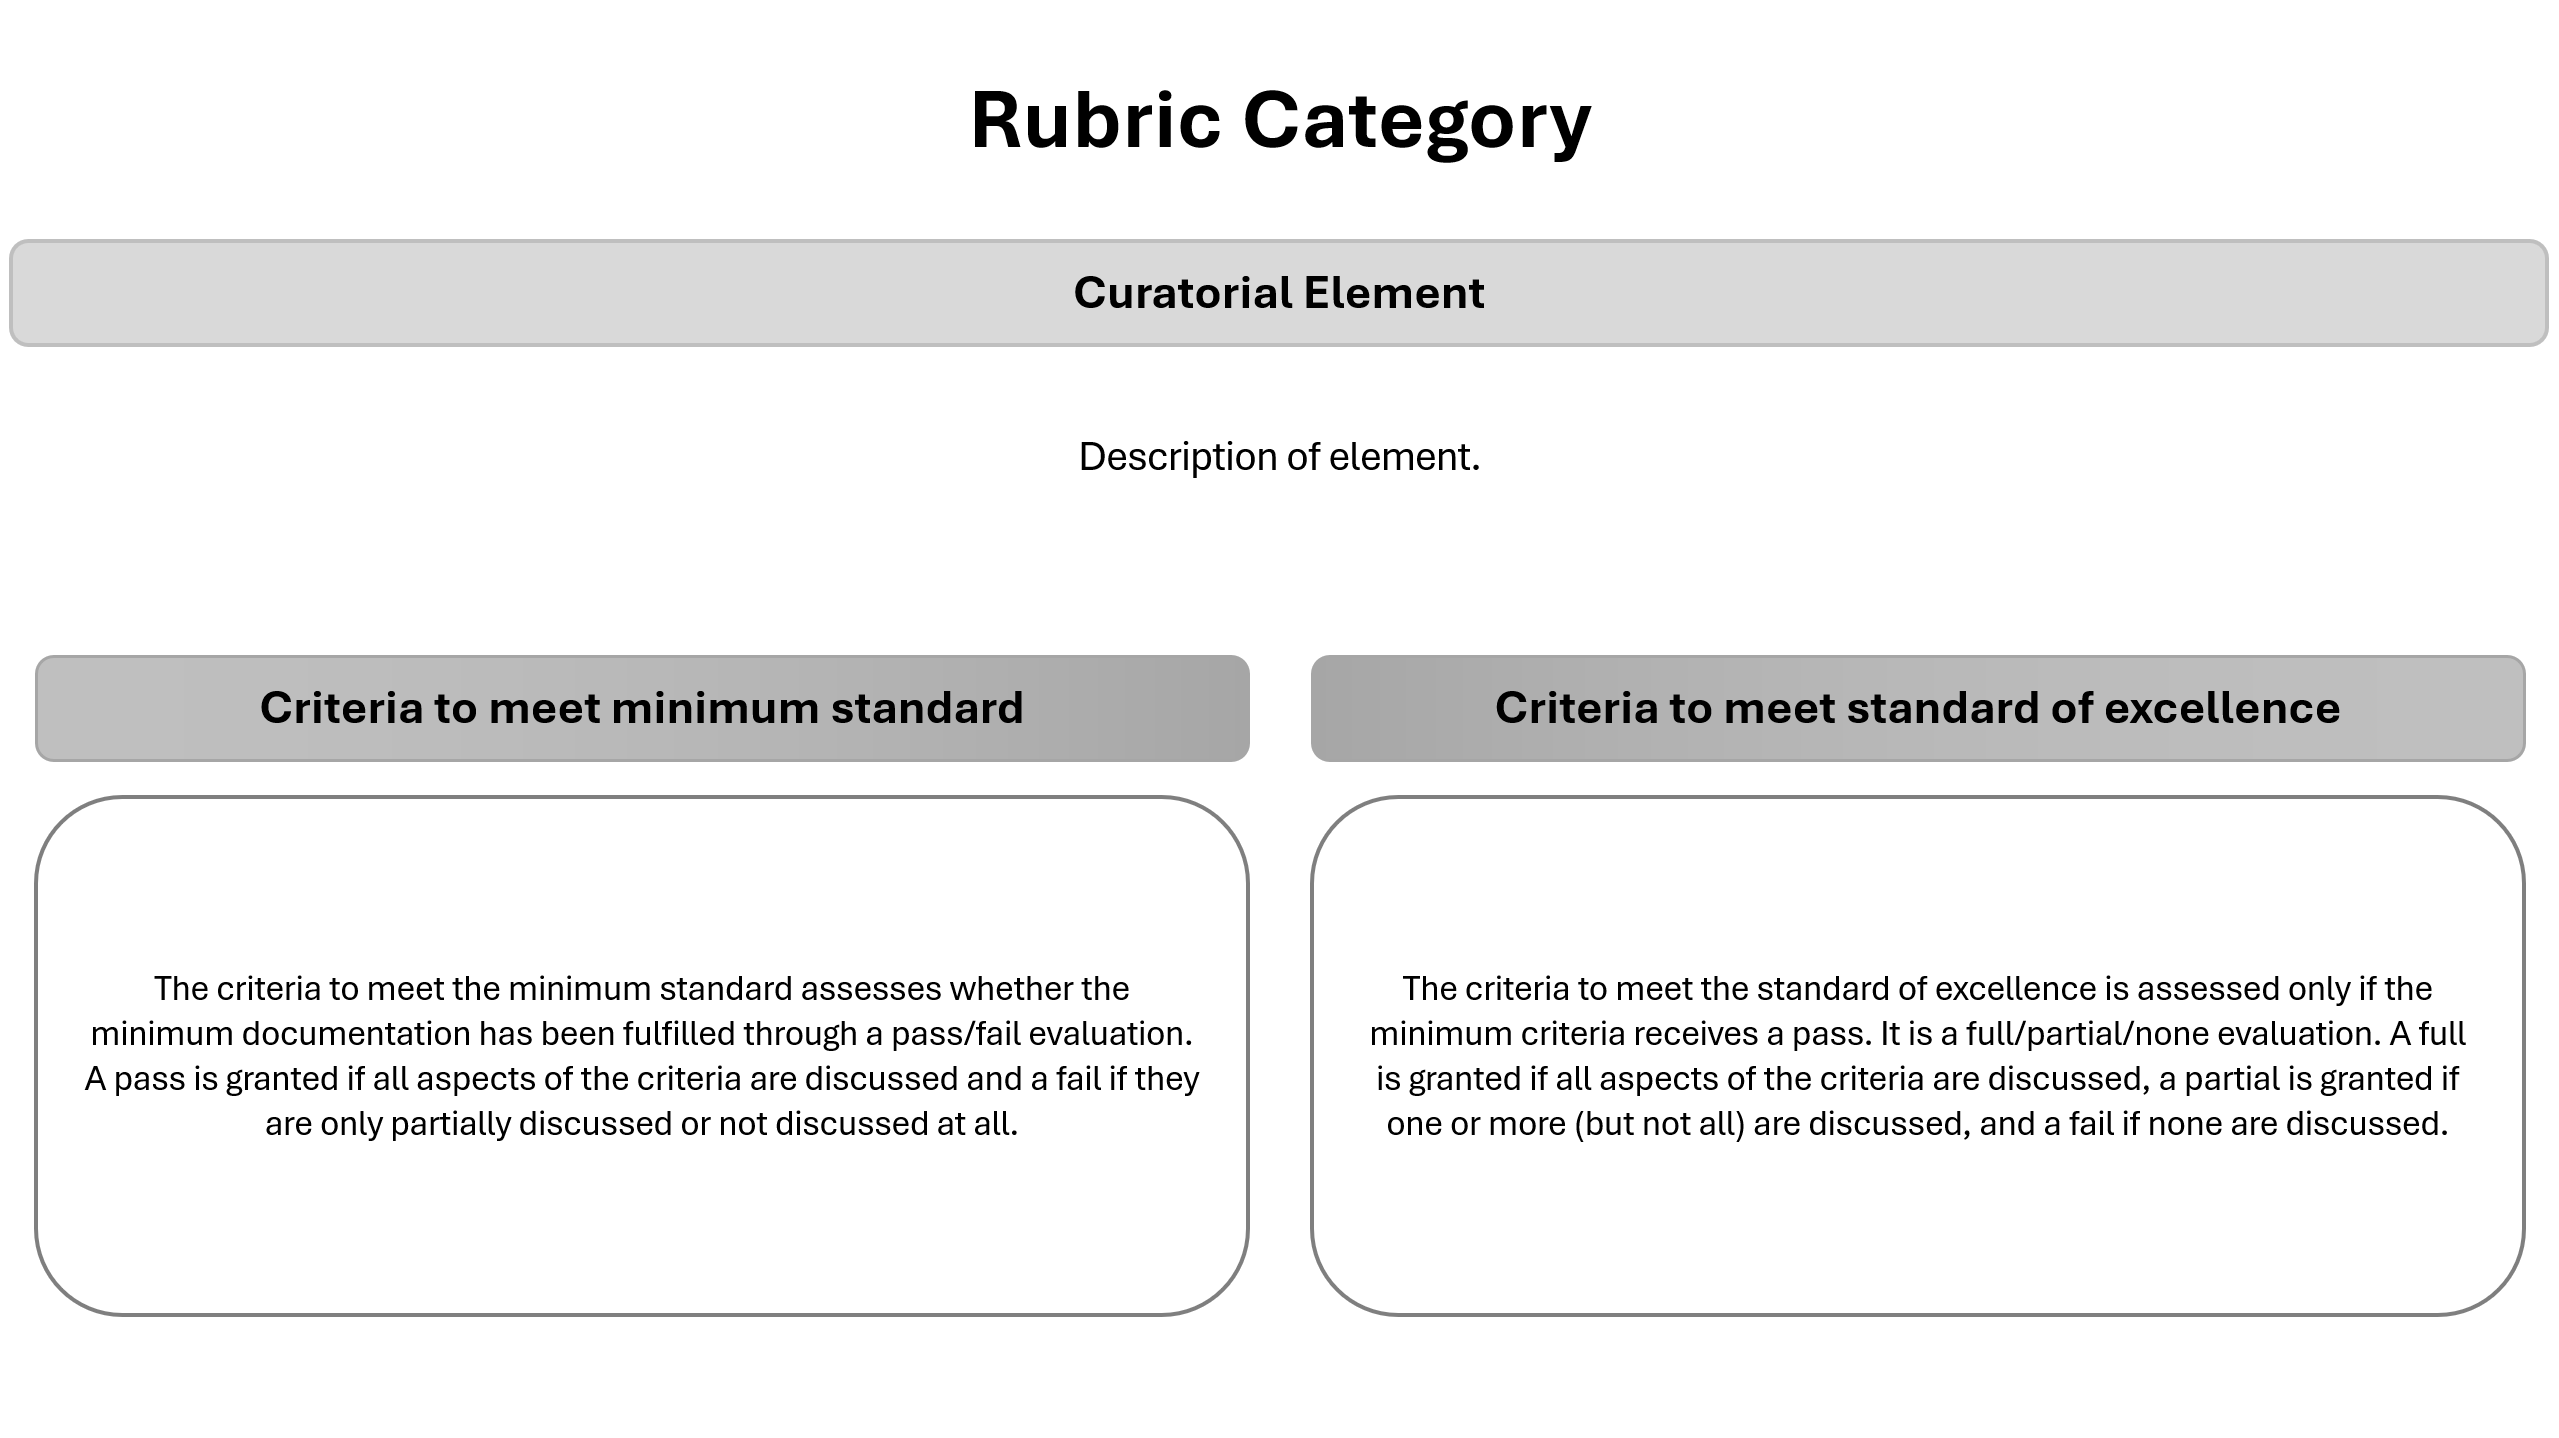 Rubric Category
Curatorial Element
Description of element.
Criteria to meet minimum standard
The criteria to meet the minimum standard assesses whether the
minimum documentation has been fulfilled through a pass/fail evaluation.
A pass is granted if all aspects of the criteria are discussed and a fail if they
are only partially discussed or not discussed at all.
Criteria to meet standard of excellence
The criteria to meet the standard of excellence is assessed only if the
minimum criteria receives a pass. It is a full/partial/none evaluation. A full
is granted if all aspects of the criteria are discussed, a partial is granted if
one or more (but not all) are discussed, and a fail if none are discussed.